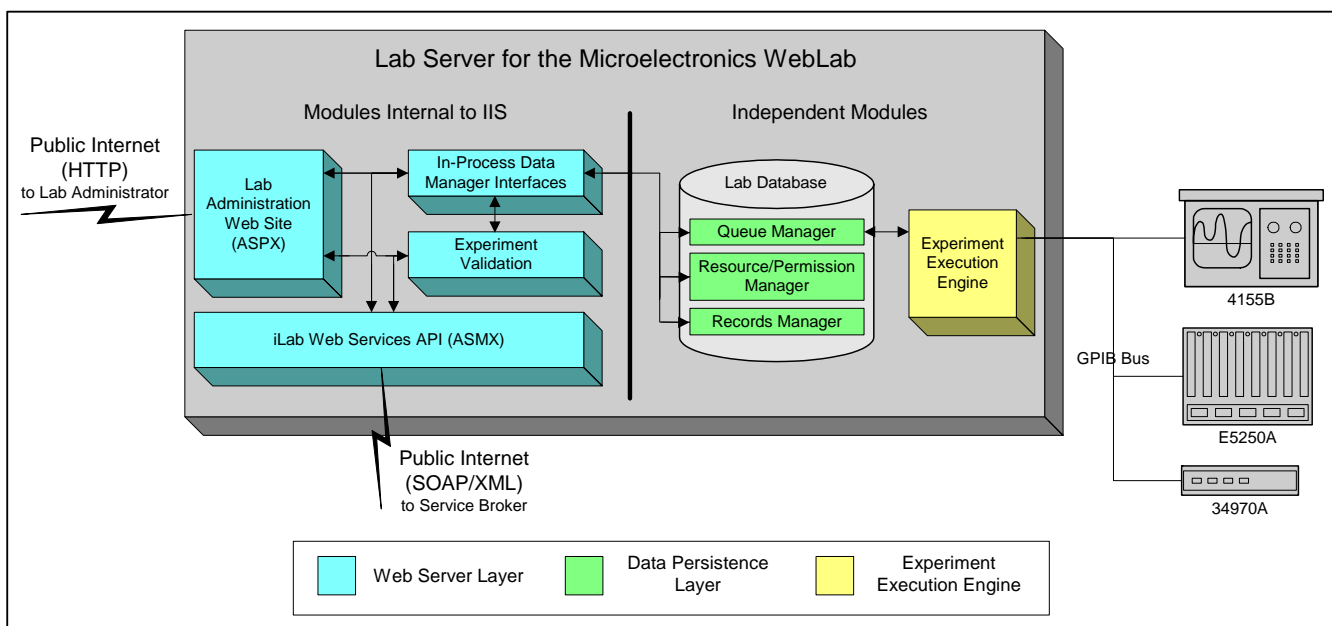 Lab Server for the Microelectronics WebLab
Modules Internal to IIS
Independent Modules
Public Internet
(HTTP)
to Lab Administrator
Lab
Administration
Web Site
(ASPX)
In-Process Data
Manager Interfaces
Experiment
Validation
iLab Web Services API (ASMX)
Lab Database
Queue Manager
Resource/Permission
Manager
Records Manager
Experiment
Execution
Engine
4155B
GPIB Bus
E5250A
34970A
Public Internet
(SOAP/XML)
to Service Broker
Web Server Layer
Data Persistence
Layer
Experiment
Execution Engine